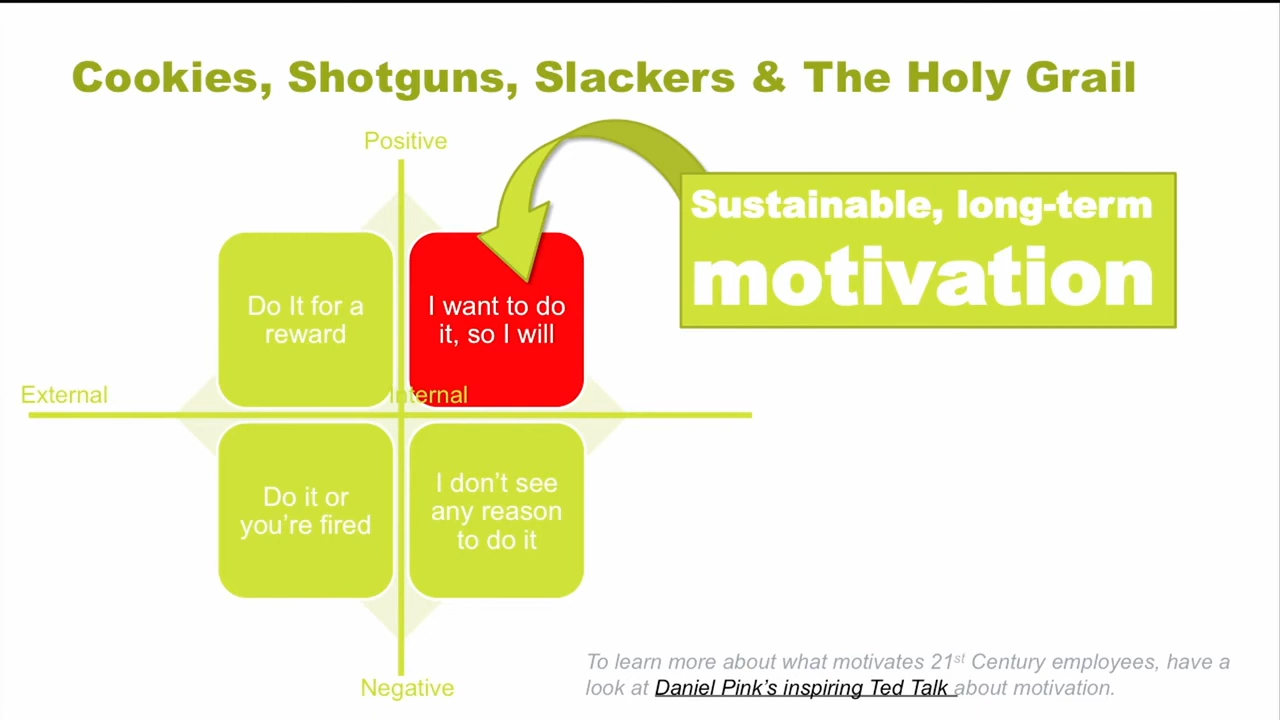 Cookies, Shotguns, Slackers & The Holy Grail
Positive
Sustainable, long-term
motivation
Do It for a
reward
I want to do
it, so I will
External
Internal
Do it or
you’re fired
I don’t see
any reason
to do it
Negative
To learn more about what motivates 21st Century employees, have a
look at Daniel Pink’s inspiring Ted Talk about motivation.